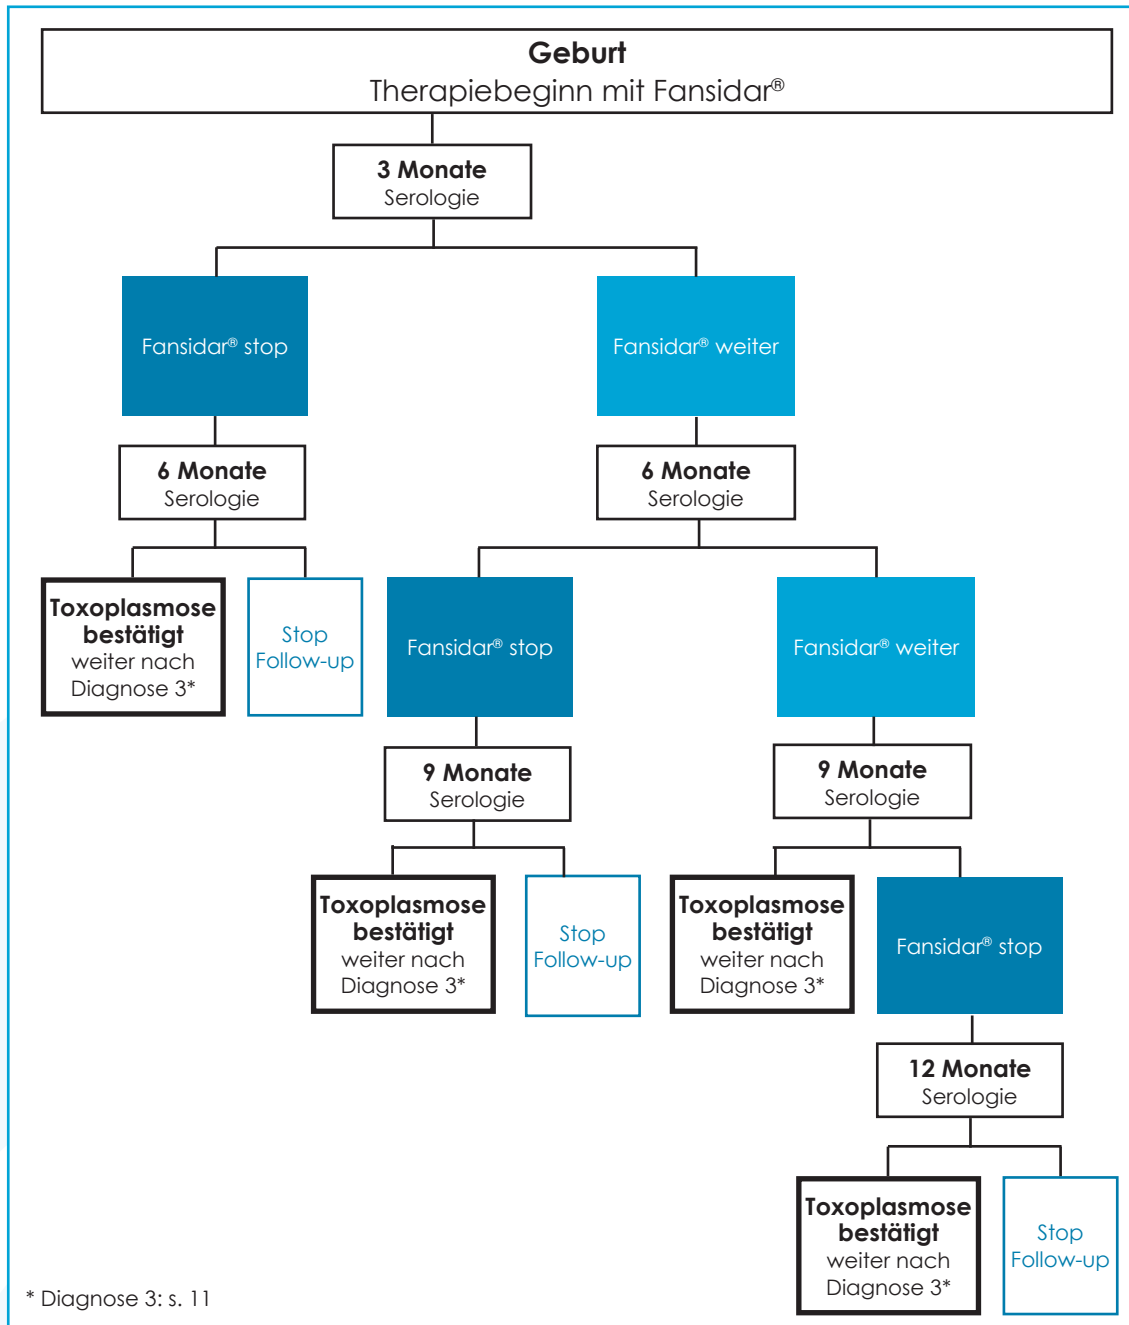 Geburt
Therapiebeginn mit Fansidar®
3 Monate
Serologie
Fansidar® stop
Fansidar® weiter
6 Monate
Serologie
6 Monate
Serologie
Toxoplasmose
bestätigt
weiter nach
Diagnose 3*
Stop
Follow-up
Fansidar® stop
Fansidar® weiter
9 Monate
Serologie
9 Monate
Serologie
Toxoplasmose
bestätigt
weiter nach
Diagnose 3*
Stop
Follow-up
Toxoplasmose
bestätigt
weiter nach
Diagnose 3*
Fansidar® stop
12 Monate
Serologie
Toxoplasmose
bestätigt
weiter nach
Diagnose 3*
Stop
Follow-up
* Diagnose 3: s. 11